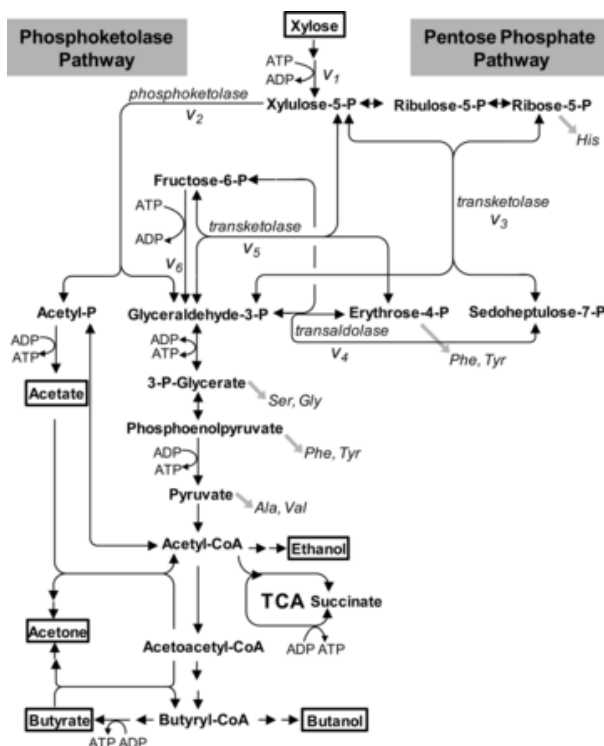 Phosphoketolase
Pathway
Xylose
Pentose Phosphate
Pathway
ATP
ADP
v1
phosphoketolase
v2
Xylulose-5-P
Ribulose-5-P
Ribose-5-P
His
Fructose-6-P
ATP
ADP
v6
transketolase
v5
transketolase
v3
Acetyl-P
Glyceraldehyde-3-P
Erythrose-4-P
Sedoheptulose-7-P
transaldolase
v4
ADP
ATP
ADP
ATP
Phe, Tyr
Acetate
3-P-Glycerate
Ser, Gly
Phosphoenolpyruvate
Phe, Tyr
ADP
ATP
Pyruvate
Ala, Val
Acetyl-CoA
Ethanol
TCA
Succinate
Acetone
ADP ATP
Acetoacetyl-CoA
Butyrate
Butyryl-CoA
Butanol
ATP ADP